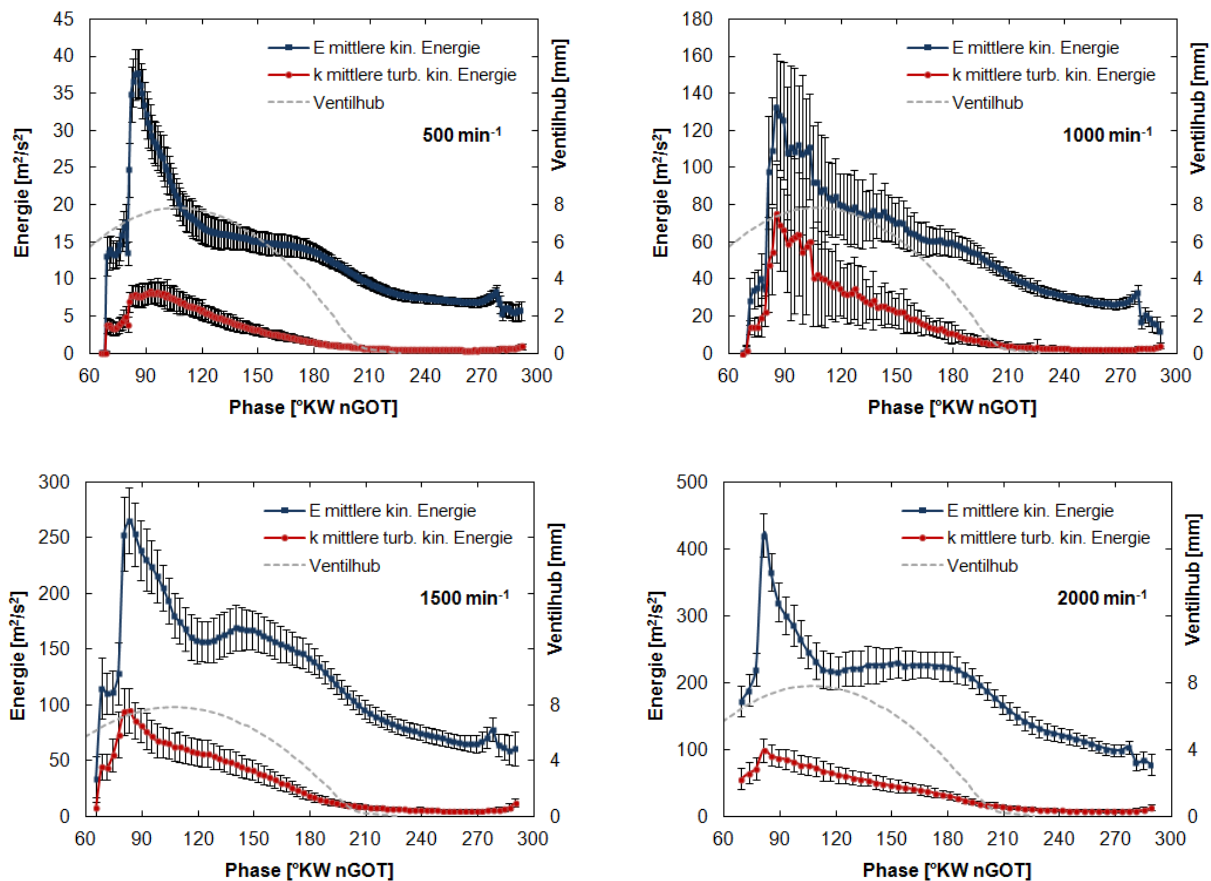 45
40
35
30
25
20
15
10
5
0
Energie [m²/s²]
E mittlere kin. Energie
k mittlere turb. kin. Energie
Ventilhub
500 min⁻¹
8
6
4
2
0
Ventilhub [mm]
60 90 120 150 180 210 240 270 300
Phase [°KW nGOT]
180
160
140
120
100
80
60
40
20
0
Energie [m²/s²]
E mittlere kin. Energie
k mittlere turb. kin. Energie
Ventilhub
1000 min⁻¹
8
6
4
2
0
Ventilhub [mm]
60 90 120 150 180 210 240 270 300
Phase [°KW nGOT]
300
250
200
150
100
50
0
Energie [m²/s²]
E mittlere kin. Energie
k mittlere turb. kin. Energie
Ventilhub
1500 min⁻¹
8
4
0
Ventilhub [mm]
60 90 120 150 180 210 240 270 300
Phase [°KW nGOT]
500
400
300
200
100
0
Energie [m²/s²]
E mittlere kin. Energie
k mittlere turb. kin. Energie
Ventilhub
2000 min⁻¹
8
4
0
Ventilhub [mm]
60 90 120 150 180 210 240 270 300
Phase [°KW nGOT]